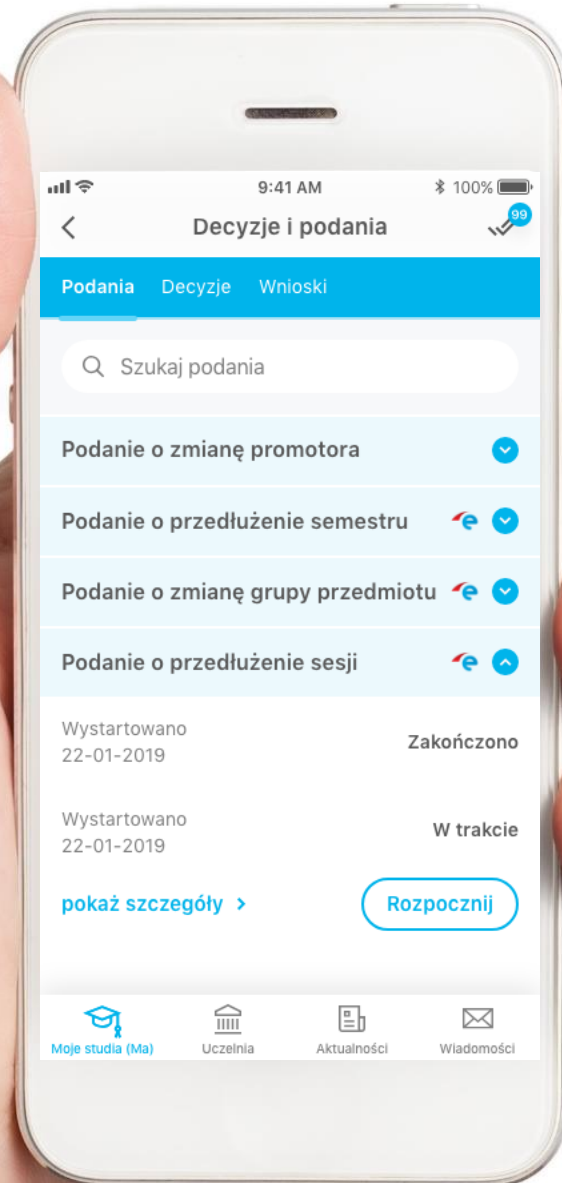 9:41 AM
100%
Decyzje i podania
99
Podania Decyzje Wnioski
Szukaj podania
Podanie o zmianę promotora
Podanie o przedłużenie semestru
Podanie o zmianę grupy przedmiotu
Podanie o przedłużenie sesji
Wystartowano
22-01-2019
Zakończono
Wystartowano
22-01-2019
W trakcie
pokaż szczegóły
Rozpocznij
Moje studia (Ma) Uczelnia Aktualności Wiadomości